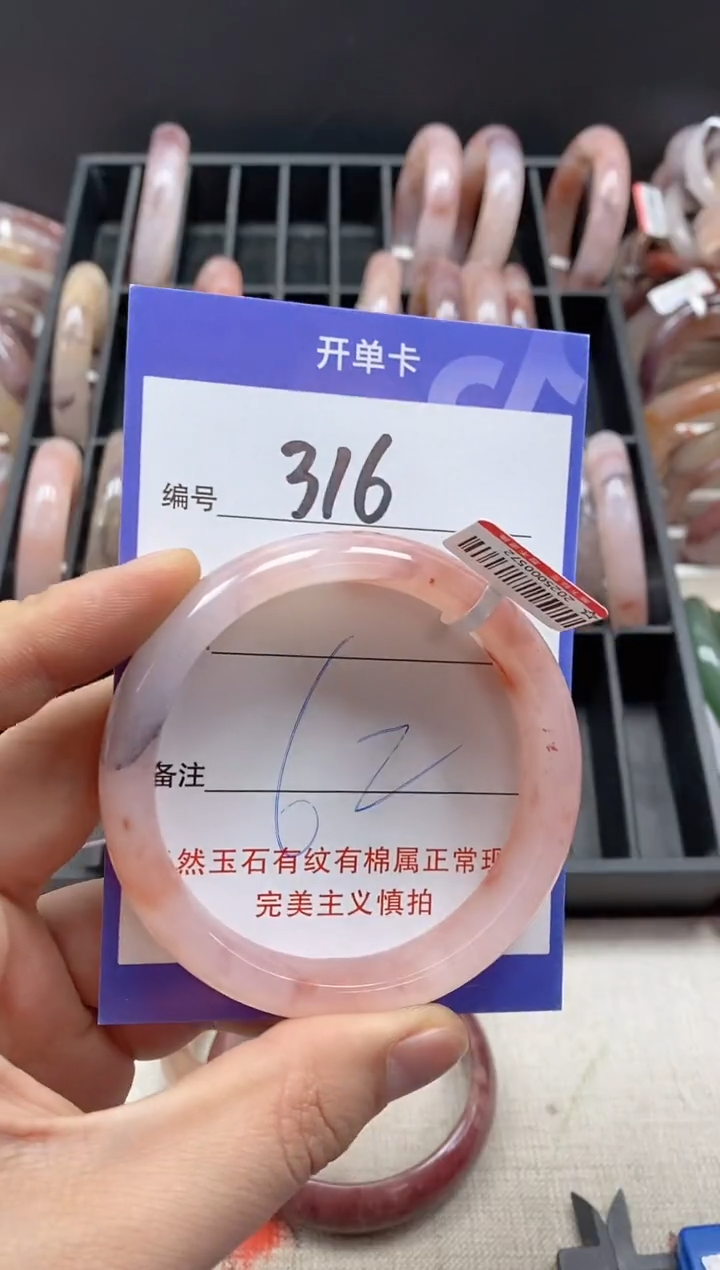 开单卡
编号 316
2025000572
62
备注
然玉石有纹有棉属正常现
完美主义慎拍